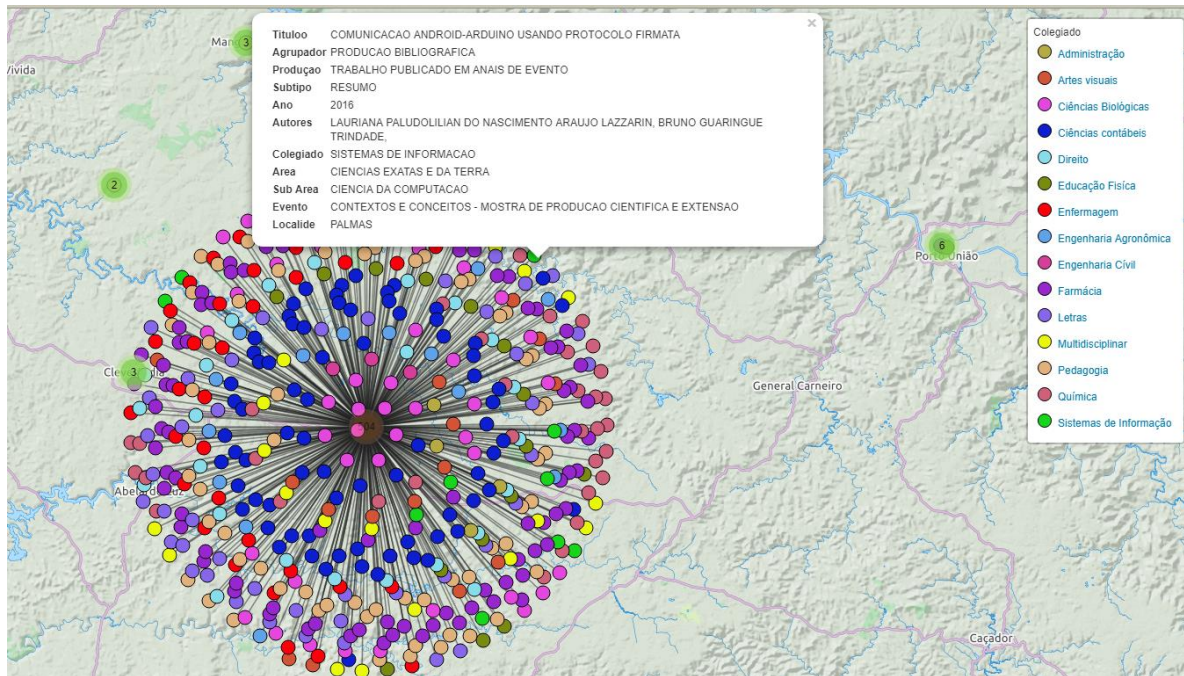 ×
Tituloo COMUNICACAO ANDROID-ARDUINO USANDO PROTOCOLO FIRMATA
Agrupador PRODUCAO BIBLIOGRAFICA
Produçao TRABALHO PUBLICADO EM ANAIS DE EVENTO
Subtipo RESUMO
Ano 2016
Autores LAURIANA PALUDOLILIAN DO NASCIMENTO ARAUJO LAZZARIN, BRUNO GUARINGUE
TRINDADE,
Colegiado SISTEMAS DE INFORMACAO
Area CIENCIAS EXATAS E DA TERRA
Sub Area CIENCIA DA COMPUTACAO
Evento CONTEXTOS E CONCEITOS - MOSTRA DE PRODUCAO CIENTIFICA E EXTENSAO
Localide PALMAS
Colegiado
Administração
Artes visuais
Ciências Biológicas
Ciências contábeis
Direito
Educação Fisíca
Enfermagem
Engenharia Agronômica
Engenharia Cívil
Farmácia
Letras
Multidisciplinar
Pedagogia
Química
Sistemas de Informação
3
Vivida
2
6
3
General Carneiro
Caçador